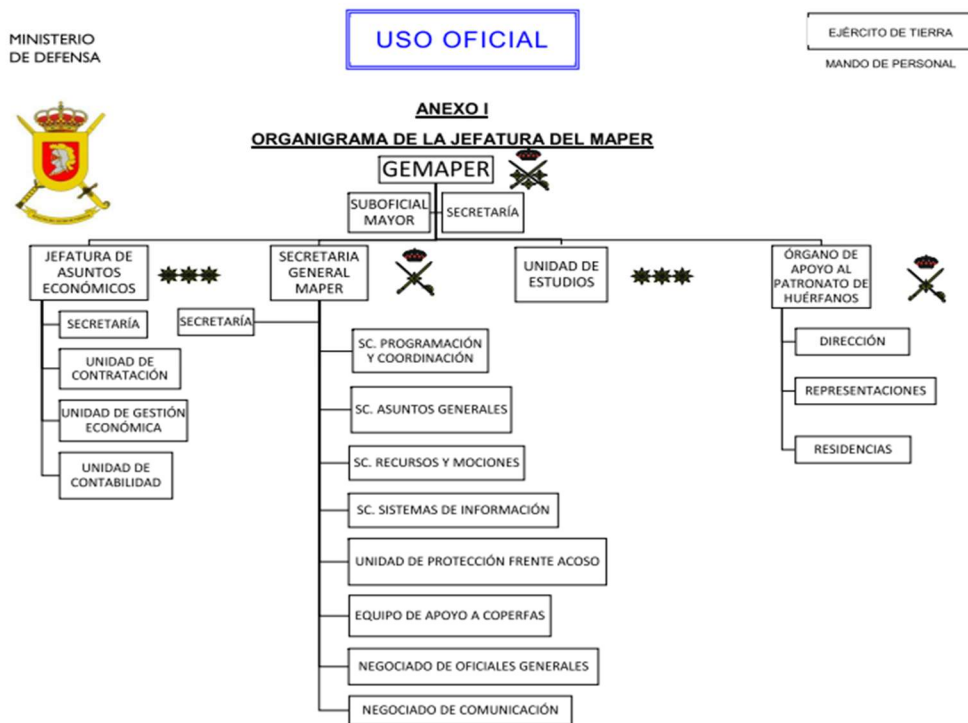 MINISTERIO
DE DEFENSA
USO OFICIAL
EJÉRCITO DE TIERRA
MANDO DE PERSONAL
ANEXO I
ORGANIGRAMA DE LA JEFATURA DEL MAPER
GEMAPER
SUBOFICIAL
MAYOR
SECRETARÍA
JEFATURA DE
ASUNTOS
ECONÓMICOS
SECRETARIA
GENERAL
MAPER
UNIDAD DE
ESTUDIOS
ÓRGANO DE
APOYO AL
PATRONATO DE
HUÉRFANOS
SECRETARÍA
UNIDAD DE
CONTRATACIÓN
UNIDAD DE GESTIÓN
ECONÓMICA
UNIDAD DE
CONTABILIDAD
SECRETARÍA
SC. PROGRAMACIÓN
Y COORDINACIÓN
SC. ASUNTOS GENERALES
SC. RECURSOS Y MOCIONES
SC. SISTEMAS DE INFORMACIÓN
UNIDAD DE PROTECCIÓN FRENTE ACOSO
EQUIPO DE APOYO A COPERFAS
NEGOCIADO DE OFICIALES GENERALES
NEGOCIADO DE COMUNICACIÓN
DIRECCIÓN
REPRESENTACIONES
RESIDENCIAS